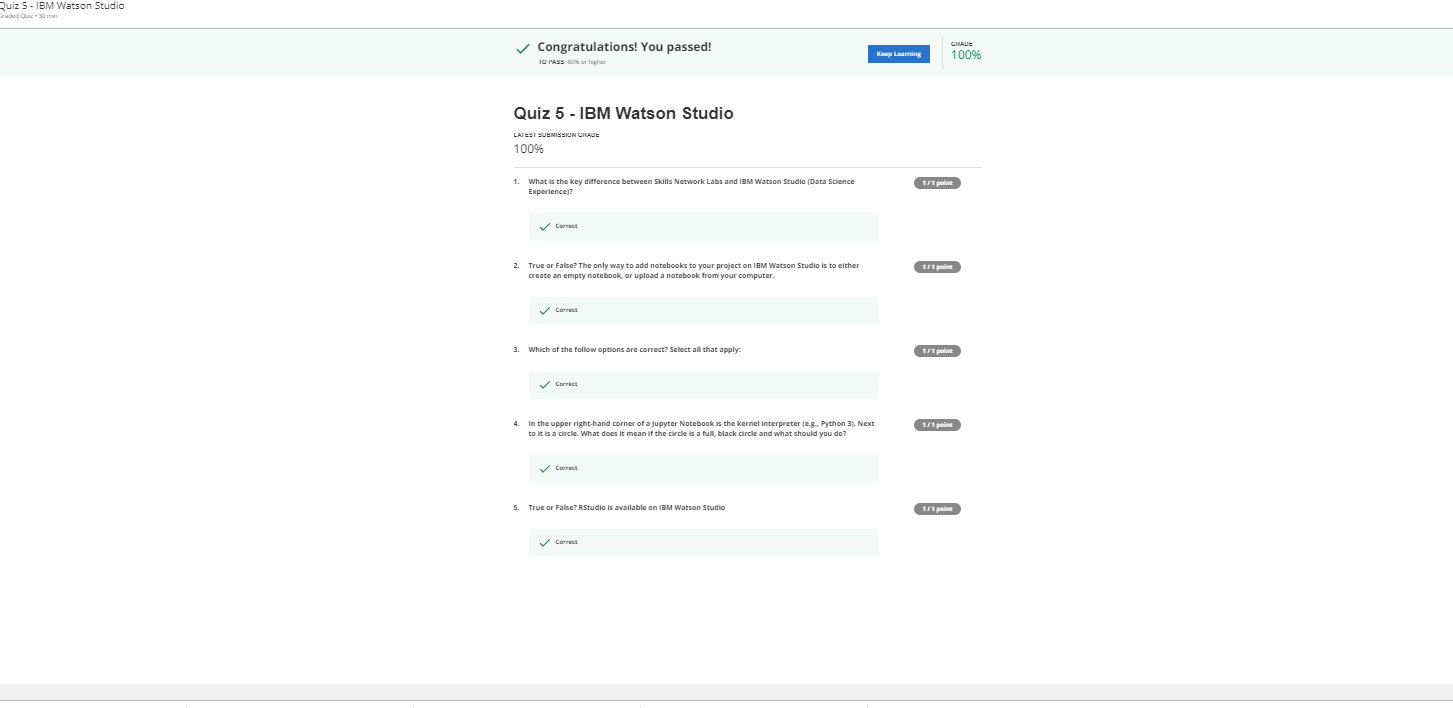 Quiz 5 - IBM Watson Studio
Graded Quiz • 30 min
Congratulations! You passed!
TO PASS 80% or higher
Keep Learning
GRADE
100%
Quiz 5 - IBM Watson Studio
LATEST SUBMISSION GRADE
100%
1. What is the key difference between Skills Network Labs and IBM Watson Studio (Data Science
Experience)?
1 / 1 point
Correct
2. True or False? The only way to add notebooks to your project on IBM Watson Studio is to either
create an empty notebook, or upload a notebook from your computer.
1 / 1 point
Correct
3. Which of the follow options are correct? Select all that apply:
1 / 1 point
Correct
4. In the upper right-hand corner of a Jupyter Notebook is the kernel interpreter (e.g., Python 3). Next
to it is a circle. What does it mean if the circle is a full, black circle and what should you do?
1 / 1 point
Correct
5. True or False? RStudio is available on IBM Watson Studio
1 / 1 point
Correct